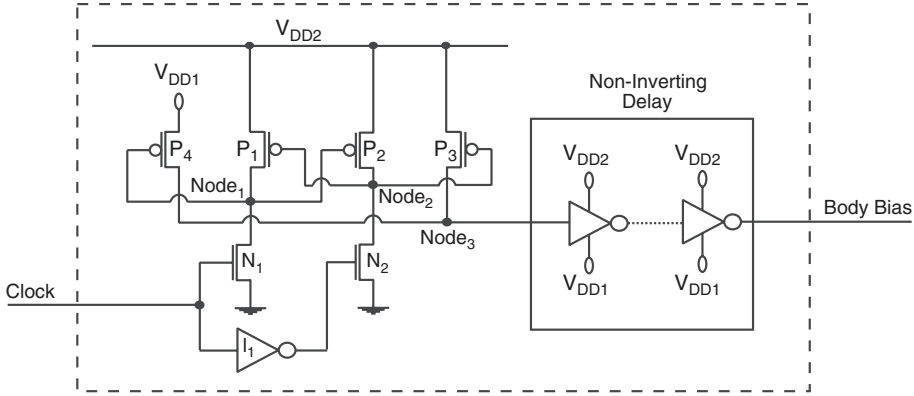 V_DD2
V_DD1
P_4
P_1
P_2
P_3
Node_1
Node_2
Node_3
N_1
N_2
Clock
I_1
Non-Inverting
Delay
V_DD2
V_DD2
V_DD1
V_DD1
Body Bias